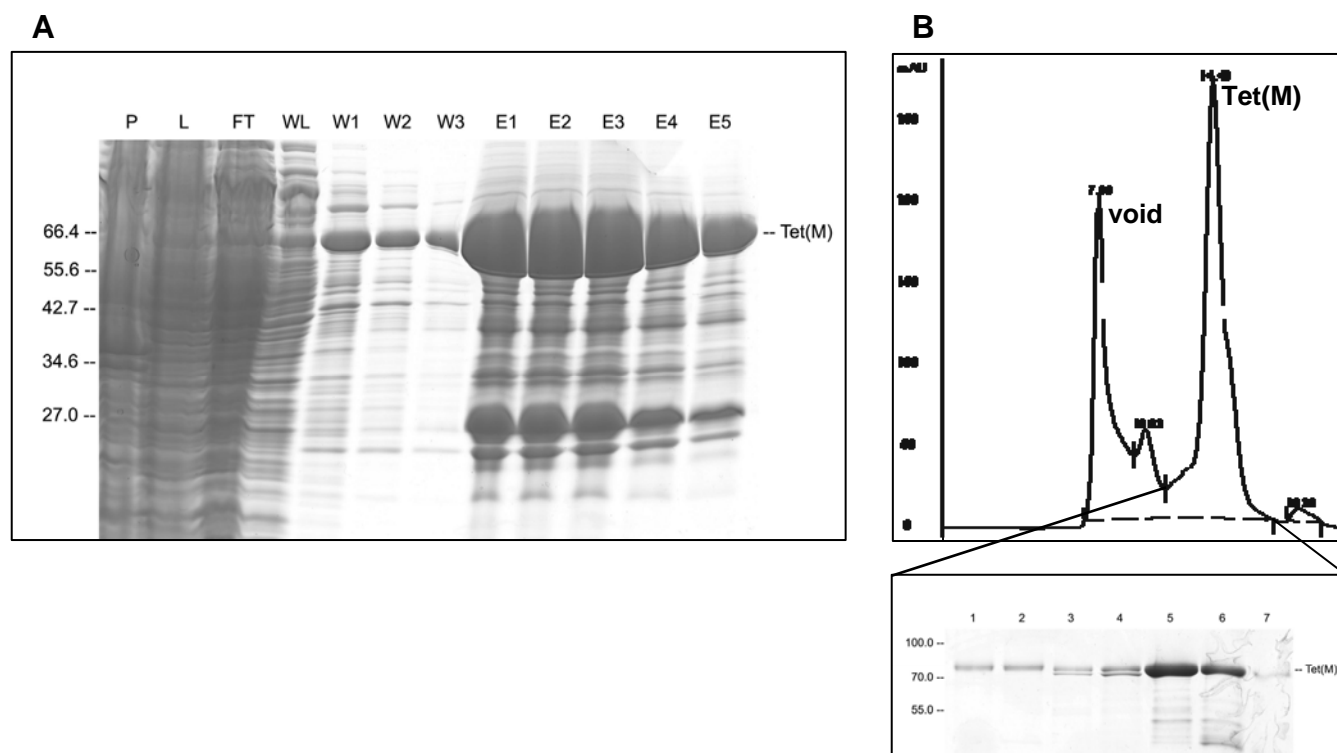 A
P L FT WL W1 W2 W3 E1 E2 E3 E4 E5
66.4 --
-- Tet(M)
55.6 --
42.7 --
34.6 --
27.0 --
B
mAU
Tet(M)
void
0
1 2 3 4 5 6 7
100.0 --
-- Tet(M)
70.0 --
55.0 --